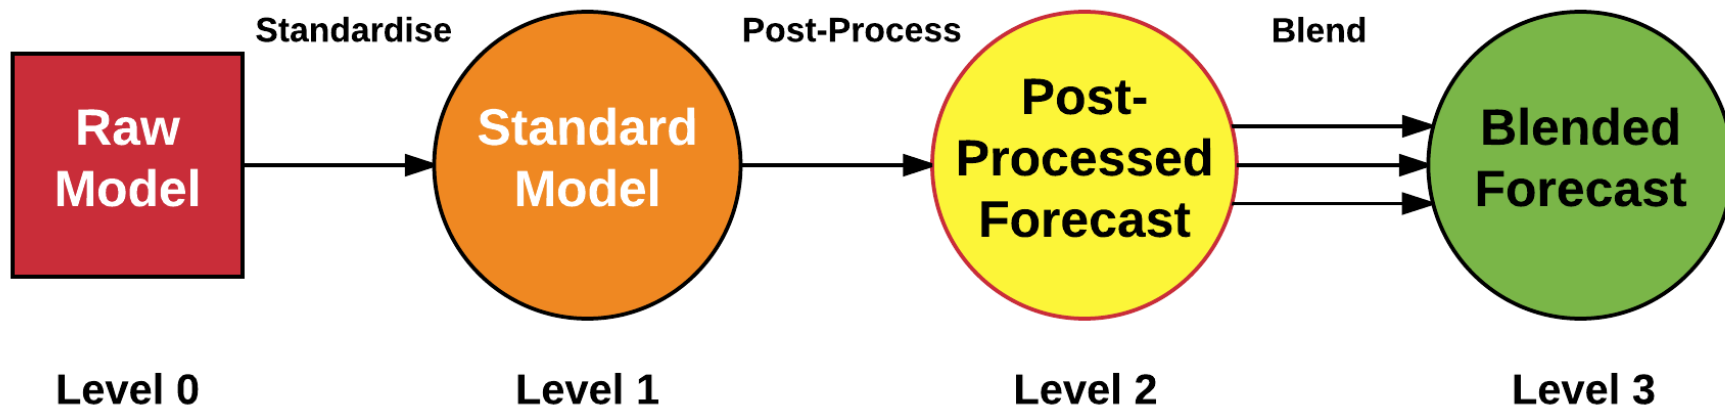 Standardise
Post-Process
Blend
Raw
Model
Standard
Model
Post-
Processed
Forecast
Blended
Forecast
Level 0
Level 1
Level 2
Level 3